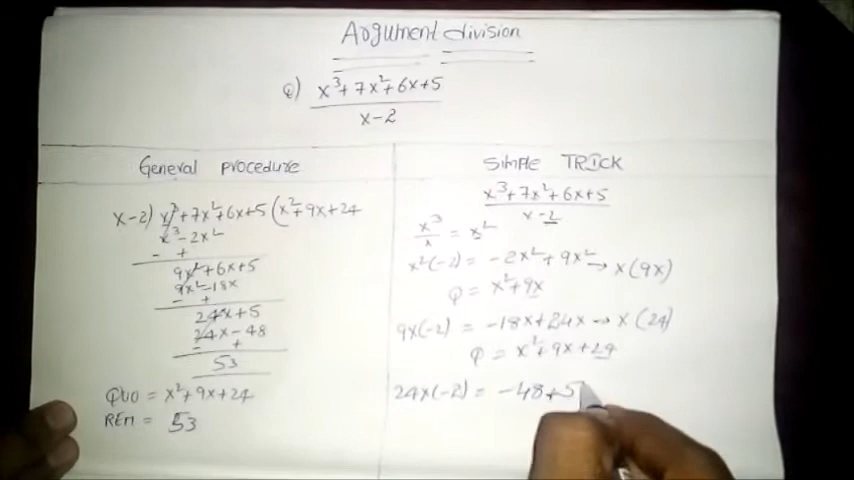 Argument division
Q) x³+7x²+6x+5
x-2
General procedure
x-2) x³+7x²+6x+5 (x²+9x+24
x³-2x²
- +
9x²+6x+5
9x²-18x
- +
24x+5
24x-48
- +
53
QUO = x²+9x+24
REM = 53
SIMPLE TRICK
x³+7x²+6x+5
x-2
x³/x = x²
x²(-2) = -2x²+9x² → x(9x)
Q = x²+9x
9x(-2) = -18x+24x → x(24)
Q = x²+9x+24
24x(-2) = -48+5